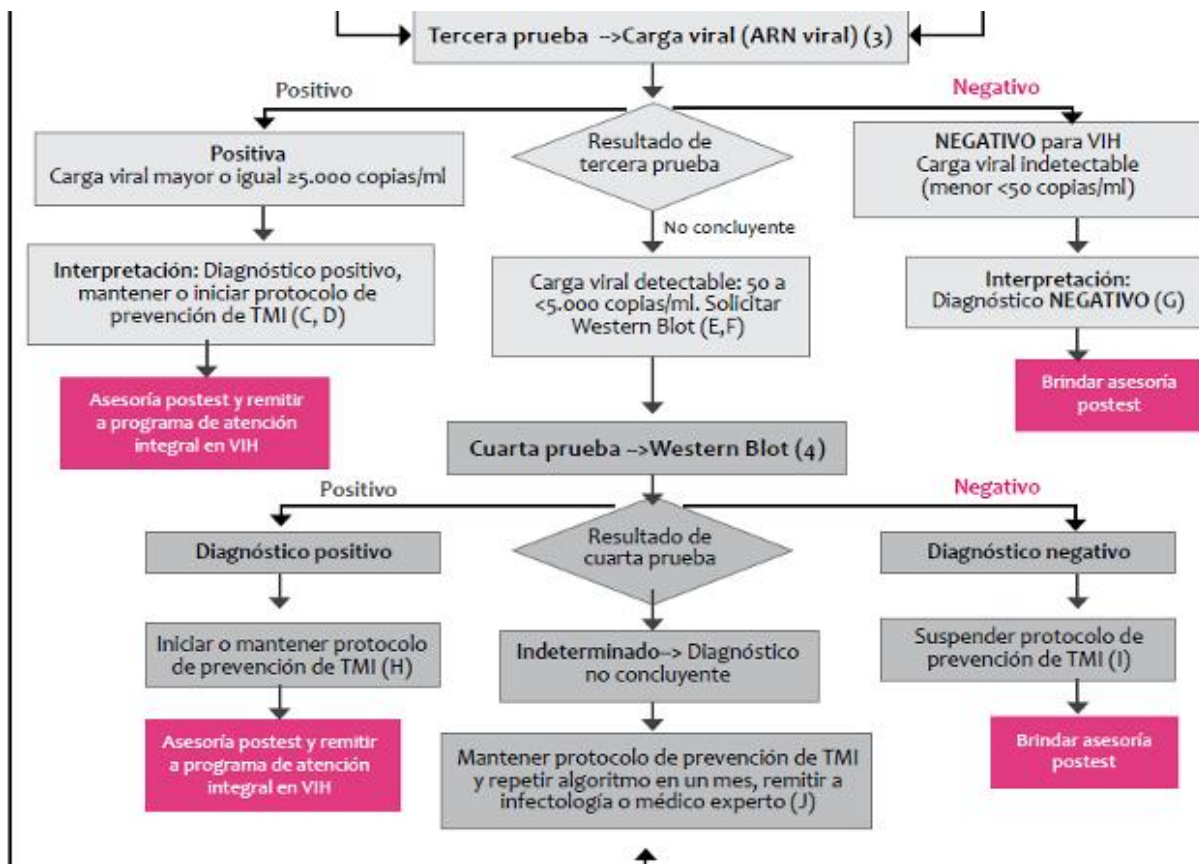 Tercera prueba -->Carga viral (ARN viral) (3)
Positivo
Negativo
Resultado de
tercera prueba
Positiva
Carga viral mayor o igual ≥5.000 copias/ml
NEGATIVO para VIH
Carga viral indetectable
(menor <50 copias/ml)
No concluyente
Interpretación: Diagnóstico positivo,
mantener o iniciar protocolo de
prevención de TMI (C, D)
Carga viral detectable: 50 a
<5.000 copias/ml. Solicitar
Western Blot (E,F)
Interpretación:
Diagnóstico NEGATIVO (G)
Asesoría postest y remitir
a programa de atención
integral en VIH
Brindar asesoría
postest
Cuarta prueba -->Western Blot (4)
Positivo
Negativo
Resultado de
cuarta prueba
Diagnóstico positivo
Diagnóstico negativo
Iniciar o mantener protocolo
de prevención de TMI (H)
Indeterminado--> Diagnóstico
no concluyente
Suspender protocolo de
prevención de TMI (I)
Asesoría postest y remitir
a programa de atención
integral en VIH
Mantener protocolo de prevención de TMI
y repetir algoritmo en un mes, remitir a
infectología o médico experto (J)
Brindar asesoría
postest